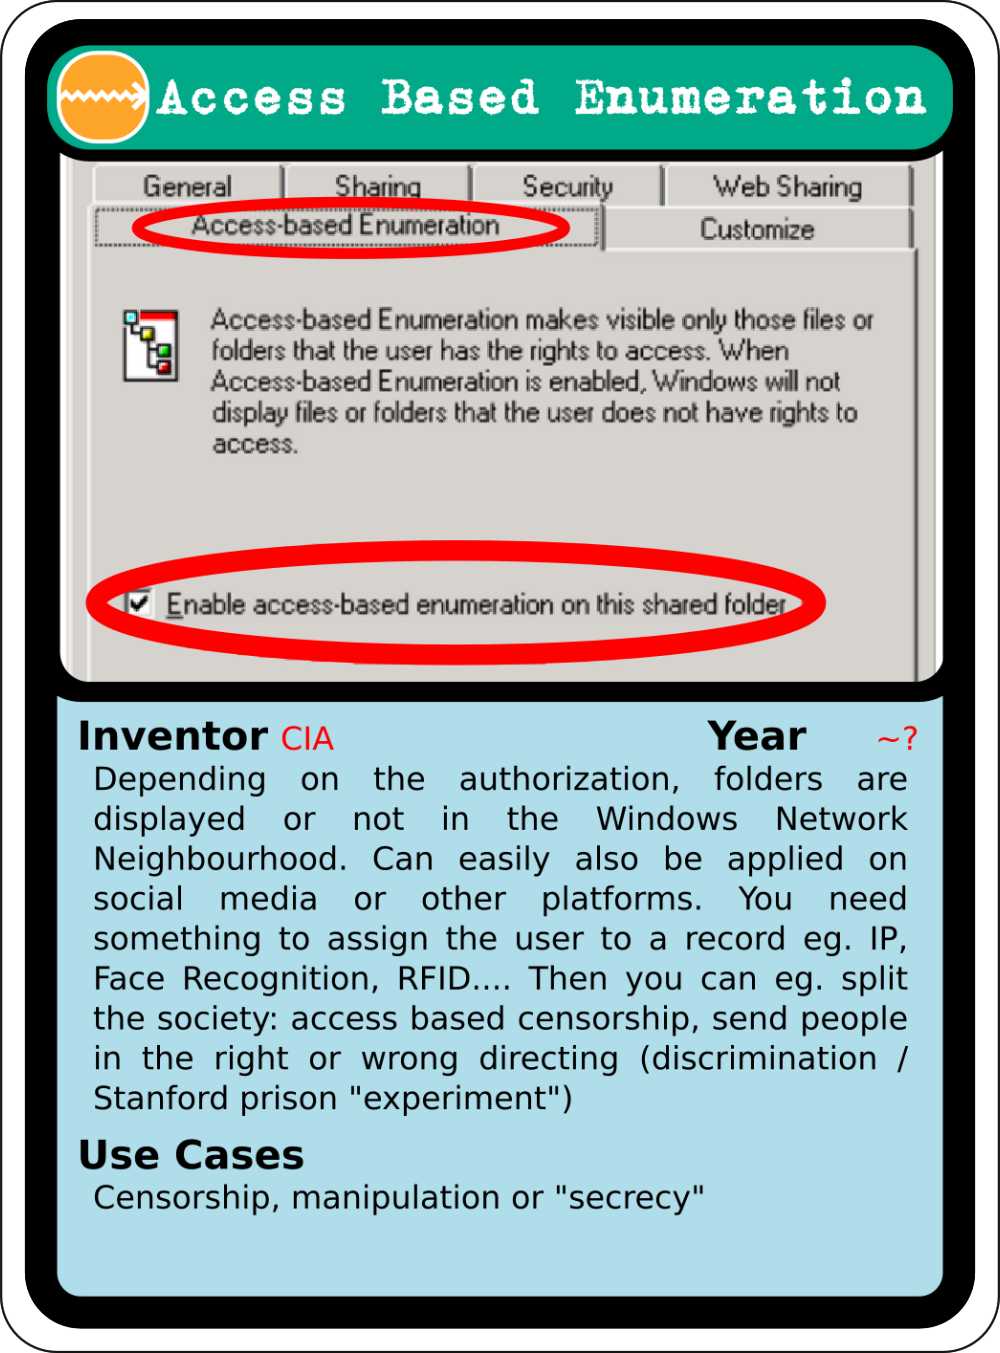 Access Based Enumeration
General Sharing Security Web Sharing
Access-based Enumeration Customize
Access-based Enumeration makes visible only those files or
folders that the user has the rights to access. When
Access-based Enumeration is enabled, Windows will not
display files or folders that the user does not have rights to
access.
Enable access-based enumeration on this shared folder
Inventor CIA Year ~?
Depending on the authorization, folders are
displayed or not in the Windows Network
Neighbourhood. Can easily also be applied on
social media or other platforms. You need
something to assign the user to a record eg. IP,
Face Recognition, RFID.... Then you can eg. split
the society: access based censorship, send people
in the right or wrong directing (discrimination /
Stanford prison "experiment")
Use Cases
Censorship, manipulation or "secrecy"